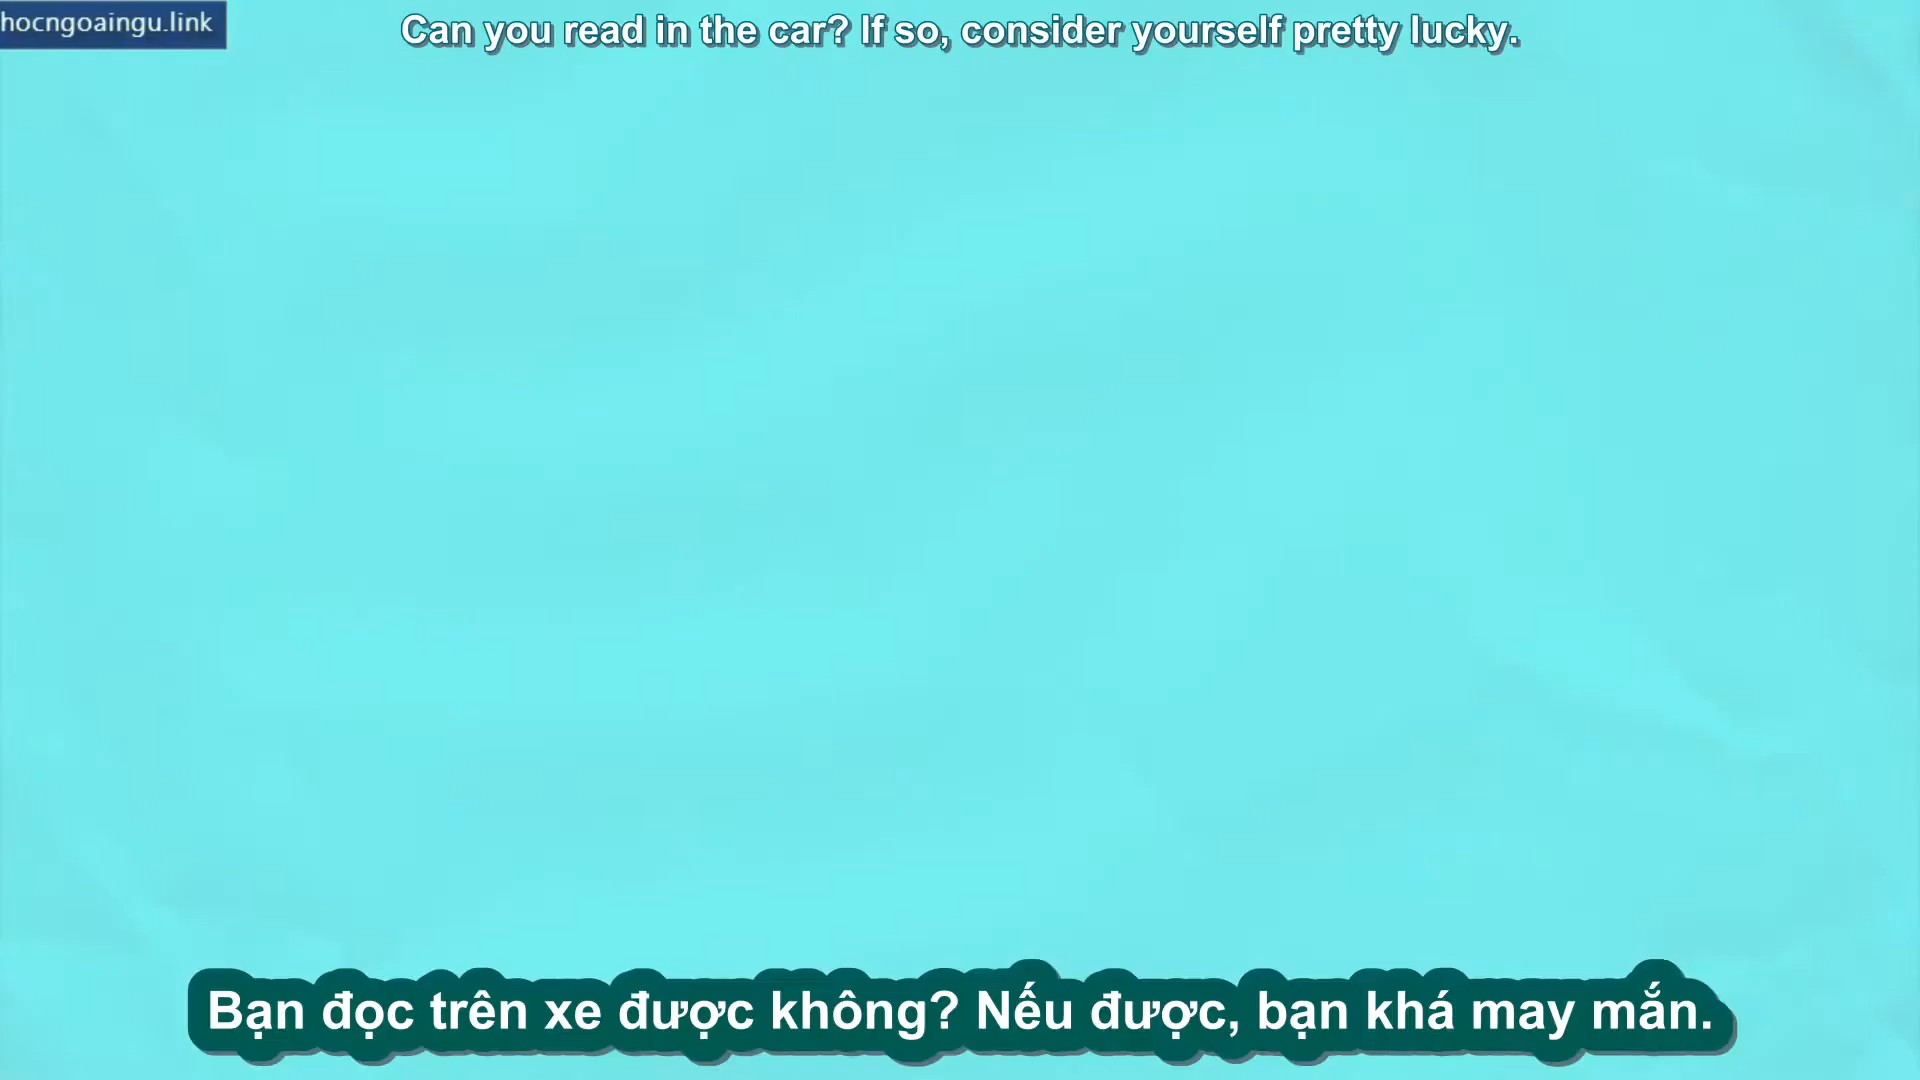 hocngoaingu.link
Can you read in the car? If so, consider yourself pretty lucky.
Bạn đọc trên xe được không? Nếu được, bạn khá may mắn.